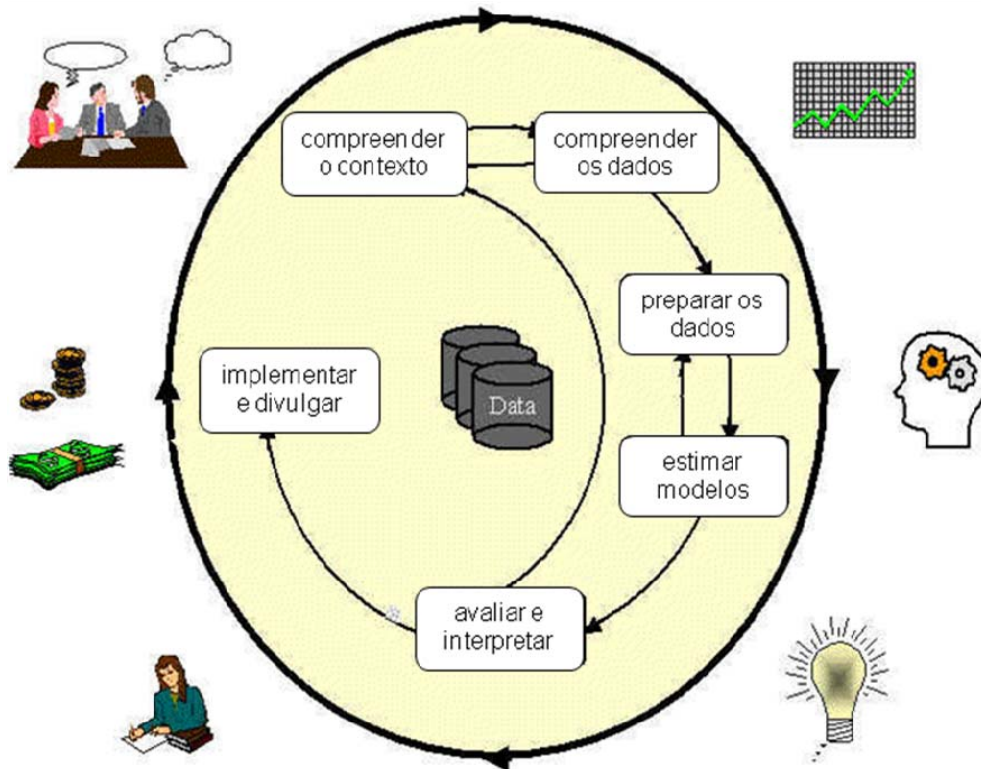 compreender
o contexto
compreender
os dados
preparar os
dados
implementar
e divulgar
Data
estimar
modelos
avaliar e
interpretar